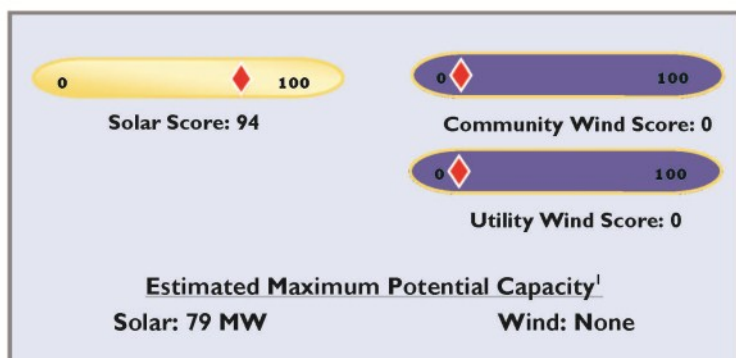 0 100
Solar Score: 94
0 100
Community Wind Score: 0
0 100
Utility Wind Score: 0
Estimated Maximum Potential Capacity¹
Solar: 79 MW Wind: None